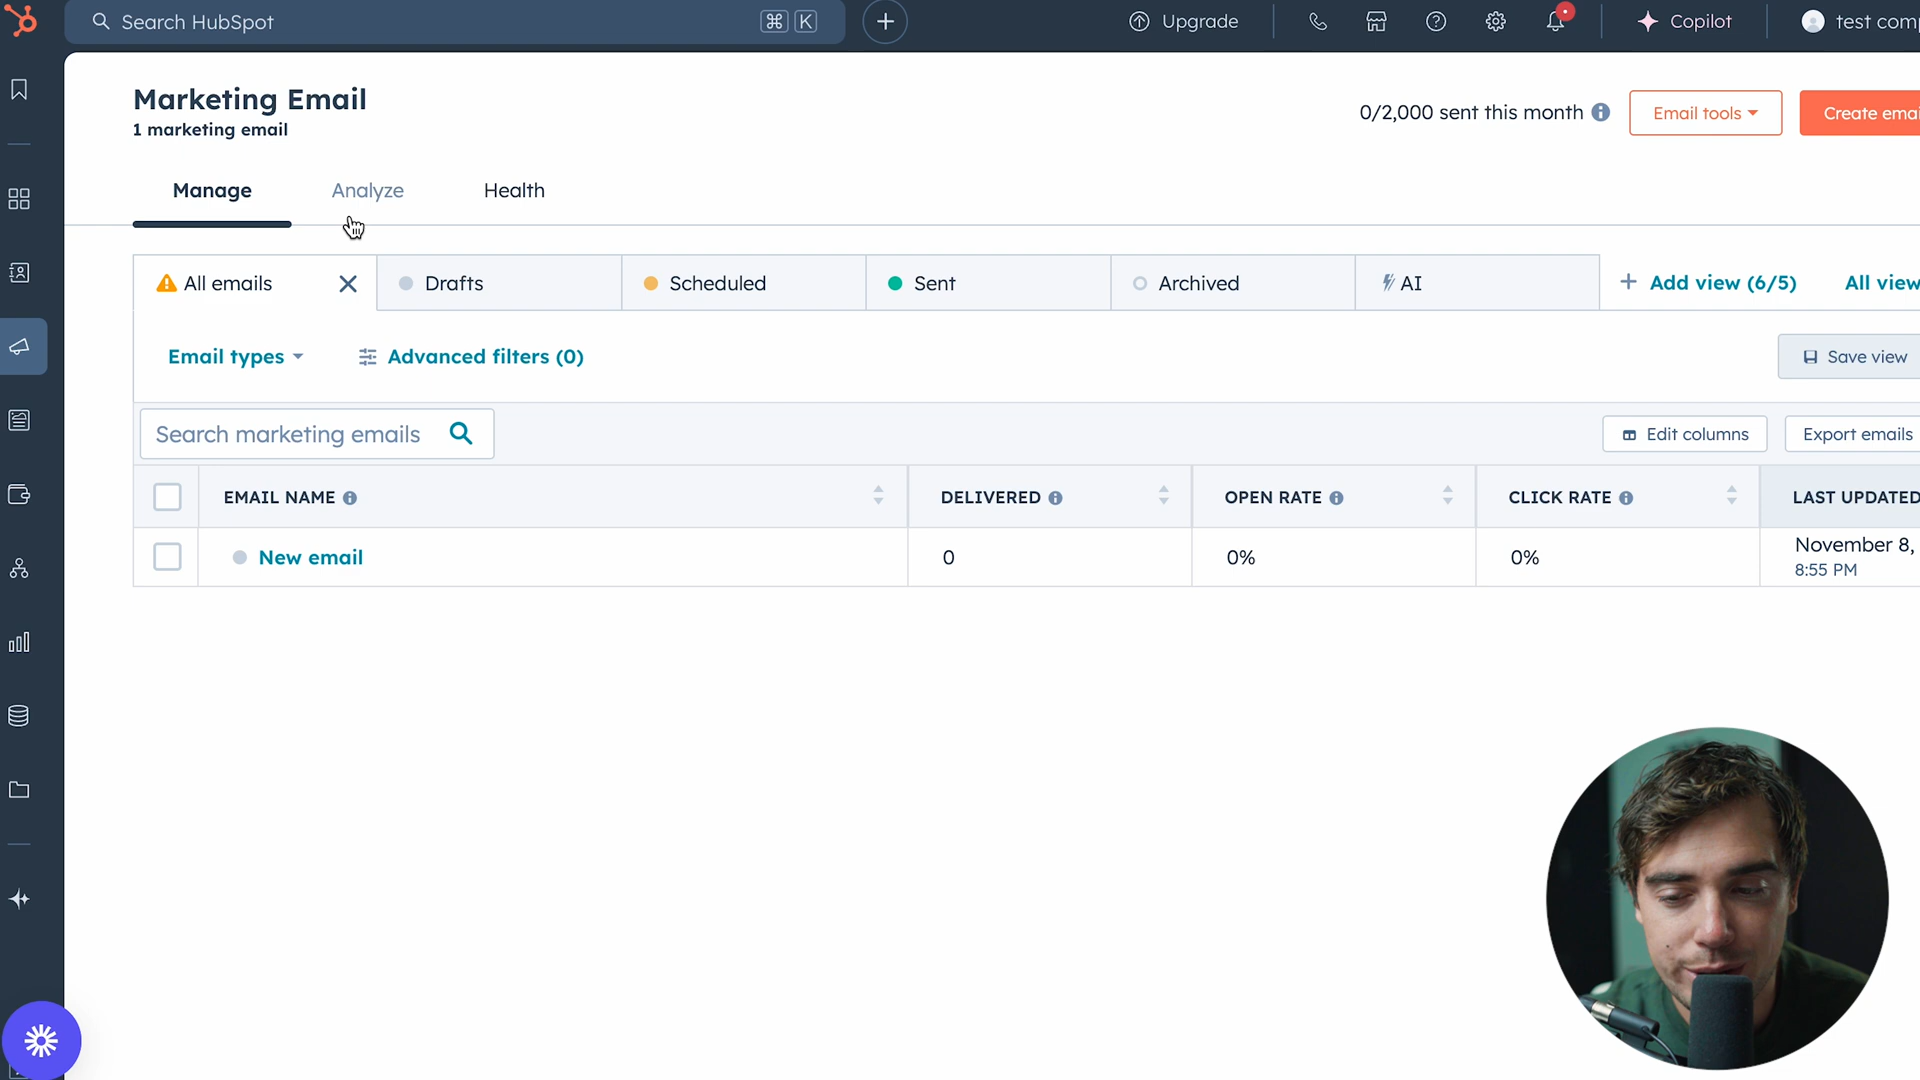 Search HubSpot
⌘ K
Upgrade
Copilot
test comp
Marketing Email
1 marketing email
0/2,000 sent this month
Email tools
Create emai
Manage
Analyze
Health
All emails
Drafts
Scheduled
Sent
Archived
AI
Add view (6/5)
All view
Email types
Advanced filters (0)
Save view
Search marketing emails
Edit columns
Export emails
EMAIL NAME
DELIVERED
OPEN RATE
CLICK RATE
LAST UPDATED
New email
0
0%
0%
November 8,
8:55 PM